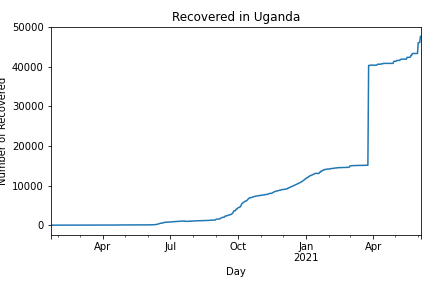 Recovered in Uganda
Number of Recovered
50000
40000
30000
20000
10000
0
Apr
Jul
Oct
Jan
2021
Apr
Day